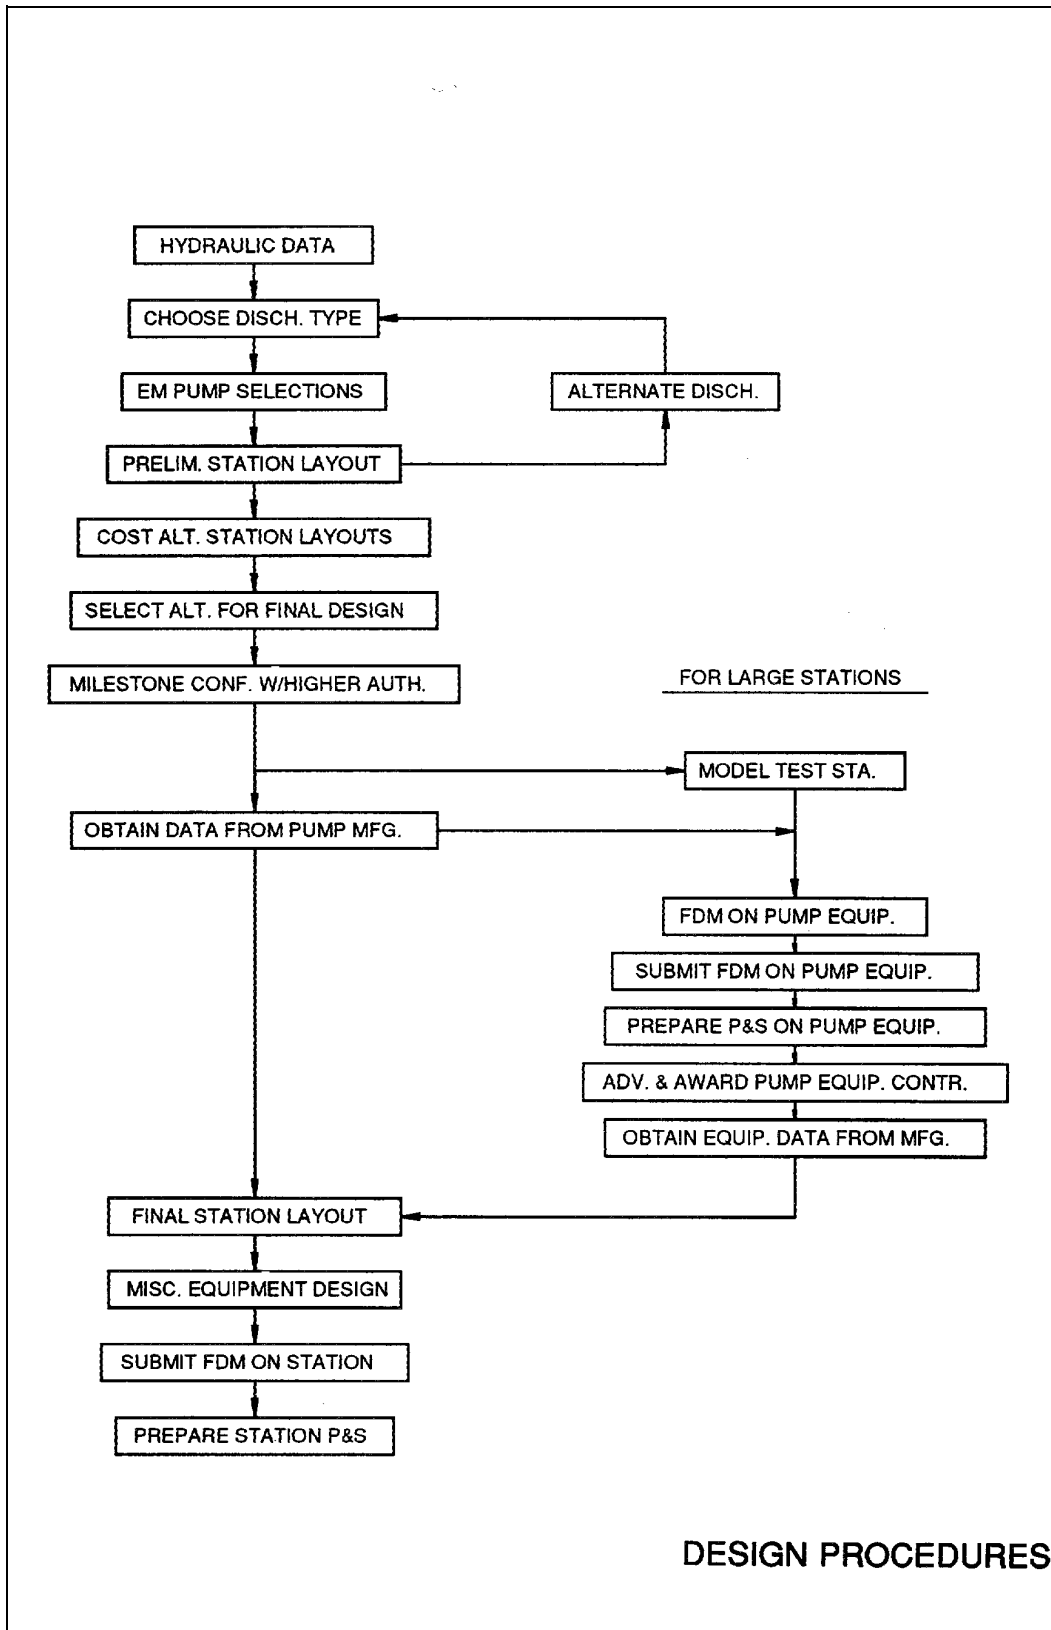 HYDRAULIC DATA
CHOOSE DISCH. TYPE
EM PUMP SELECTIONS
ALTERNATE DISCH.
PRELIM. STATION LAYOUT
COST ALT. STATION LAYOUTS
SELECT ALT. FOR FINAL DESIGN
MILESTONE CONF. W/HIGHER AUTH.
FOR LARGE STATIONS
MODEL TEST STA.
OBTAIN DATA FROM PUMP MFG.
FDM ON PUMP EQUIP.
SUBMIT FDM ON PUMP EQUIP.
PREPARE P&S ON PUMP EQUIP.
ADV. & AWARD PUMP EQUIP. CONTR.
OBTAIN EQUIP. DATA FROM MFG.
FINAL STATION LAYOUT
MISC. EQUIPMENT DESIGN
SUBMIT FDM ON STATION
PREPARE STATION P&S
DESIGN PROCEDURES